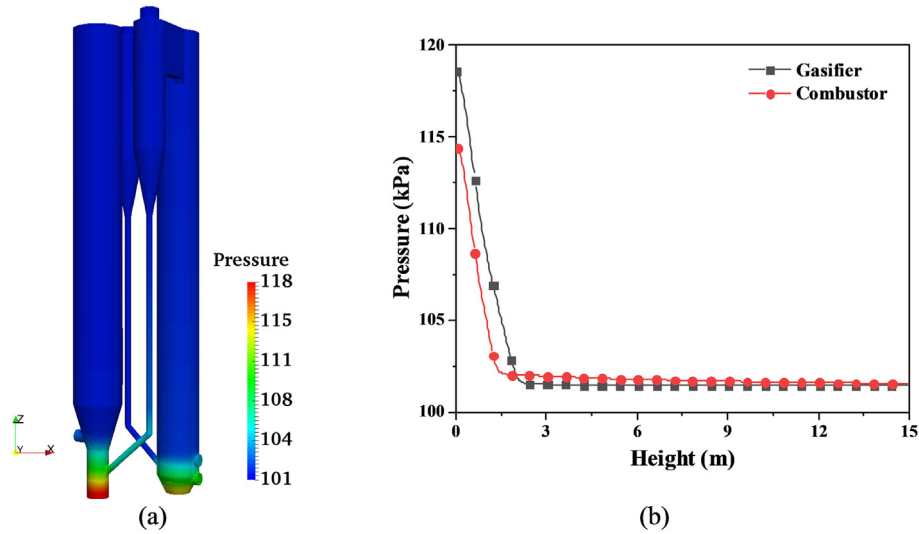 Pressure
118
115
111
108
104
101
Z
Y
X
(a)
120
115
110
105
100
Pressure (kPa)
Gasifier
Combustor
0
3
6
9
12
15
Height (m)
(b)